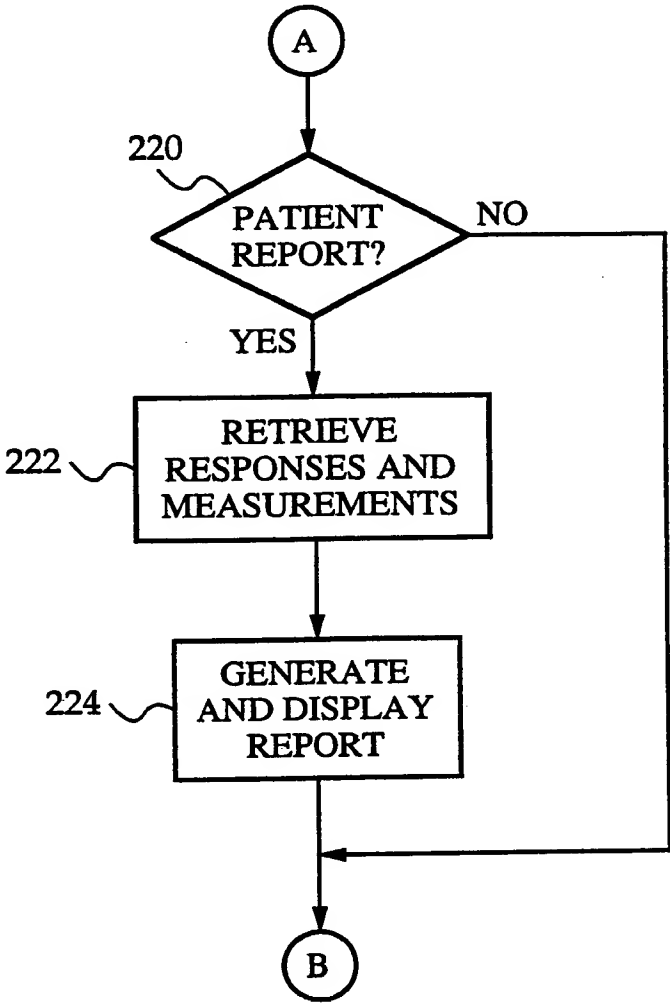 A
220
PATIENT
REPORT?
NO
YES
222
RETRIEVE
RESPONSES AND
MEASUREMENTS
224
GENERATE
AND DISPLAY
REPORT
B